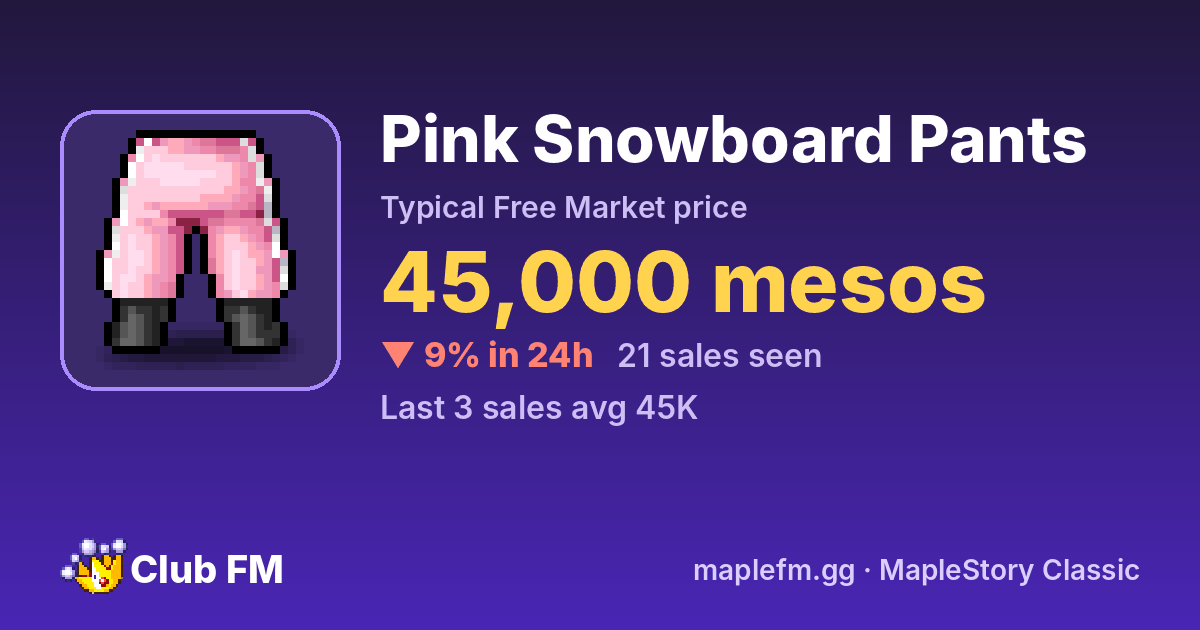 Pink Snowboard Pants
Typical Free Market price
45,000 mesos
▼ 9% in 24h 21 sales seen
Last 3 sales avg 45K
Club FM
maplefm.gg · MapleStory Classic